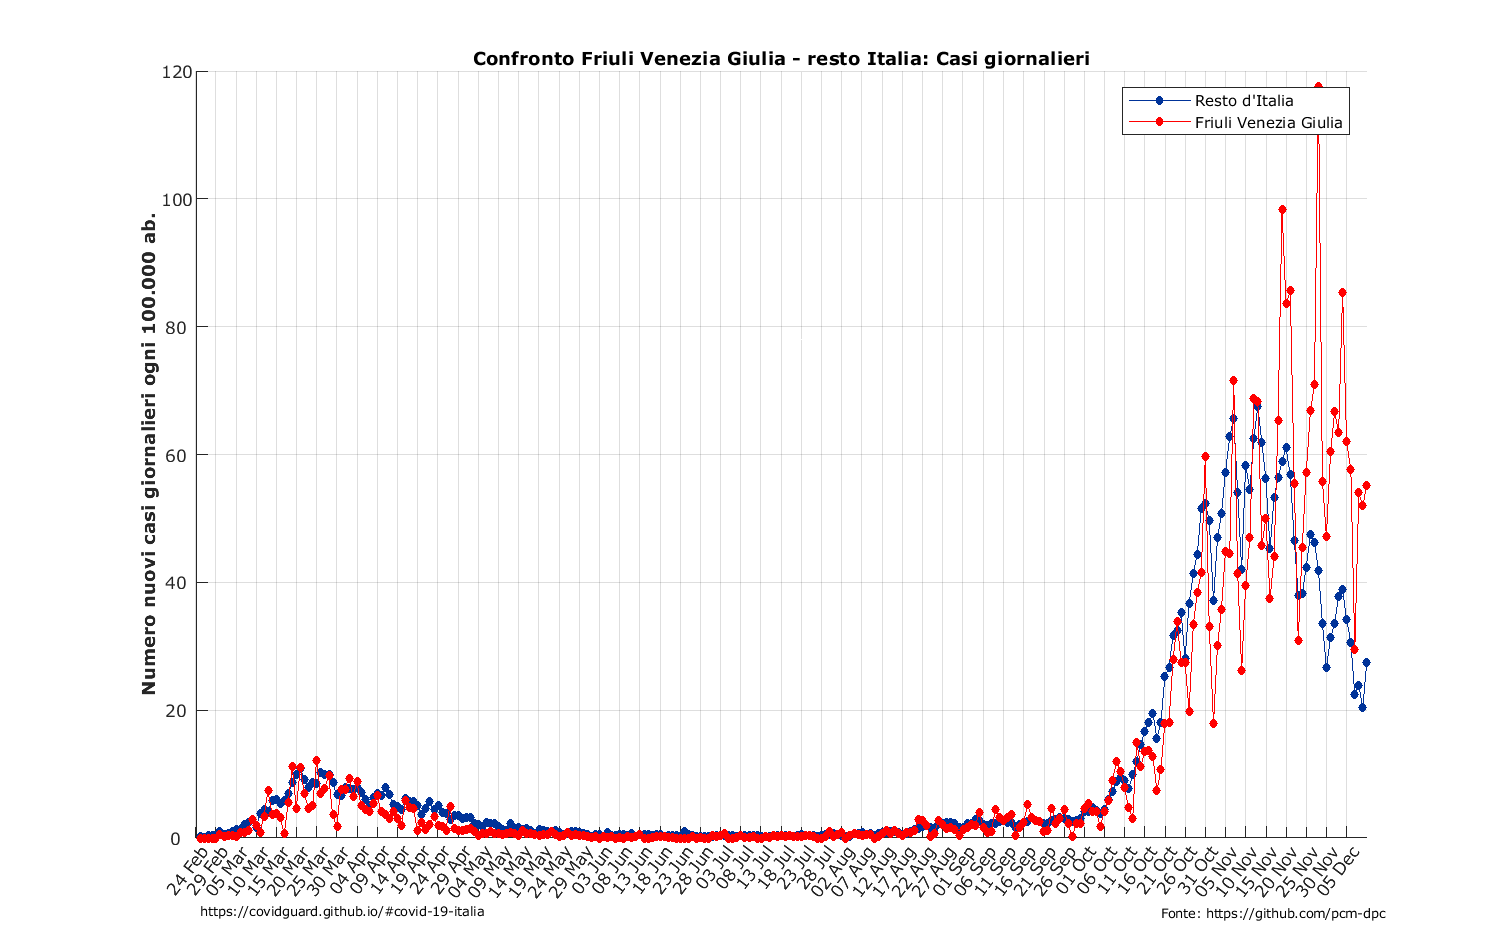 Confronto Friuli Venezia Giulia - resto Italia: Casi giornalieri
Resto d'Italia
Friuli Venezia Giulia
Numero nuovi casi giornalieri ogni 100.000 ab.
120
100
80
60
40
20
0
24 Feb
29 Feb
05 Mar
10 Mar
15 Mar
20 Mar
25 Mar
30 Mar
04 Apr
09 Apr
14 Apr
19 Apr
24 Apr
29 Apr
04 May
09 May
14 May
19 May
24 May
29 May
03 Jun
08 Jun
13 Jun
18 Jun
23 Jun
28 Jun
03 Jul
08 Jul
13 Jul
18 Jul
23 Jul
28 Jul
02 Aug
07 Aug
12 Aug
17 Aug
22 Aug
27 Aug
01 Sep
06 Sep
11 Sep
16 Sep
21 Sep
26 Sep
01 Oct
06 Oct
11 Oct
16 Oct
21 Oct
26 Oct
31 Oct
05 Nov
10 Nov
15 Nov
20 Nov
25 Nov
30 Nov
05 Dec
https://covidguard.github.io/#covid-19-italia
Fonte: https://github.com/pcm-dpc